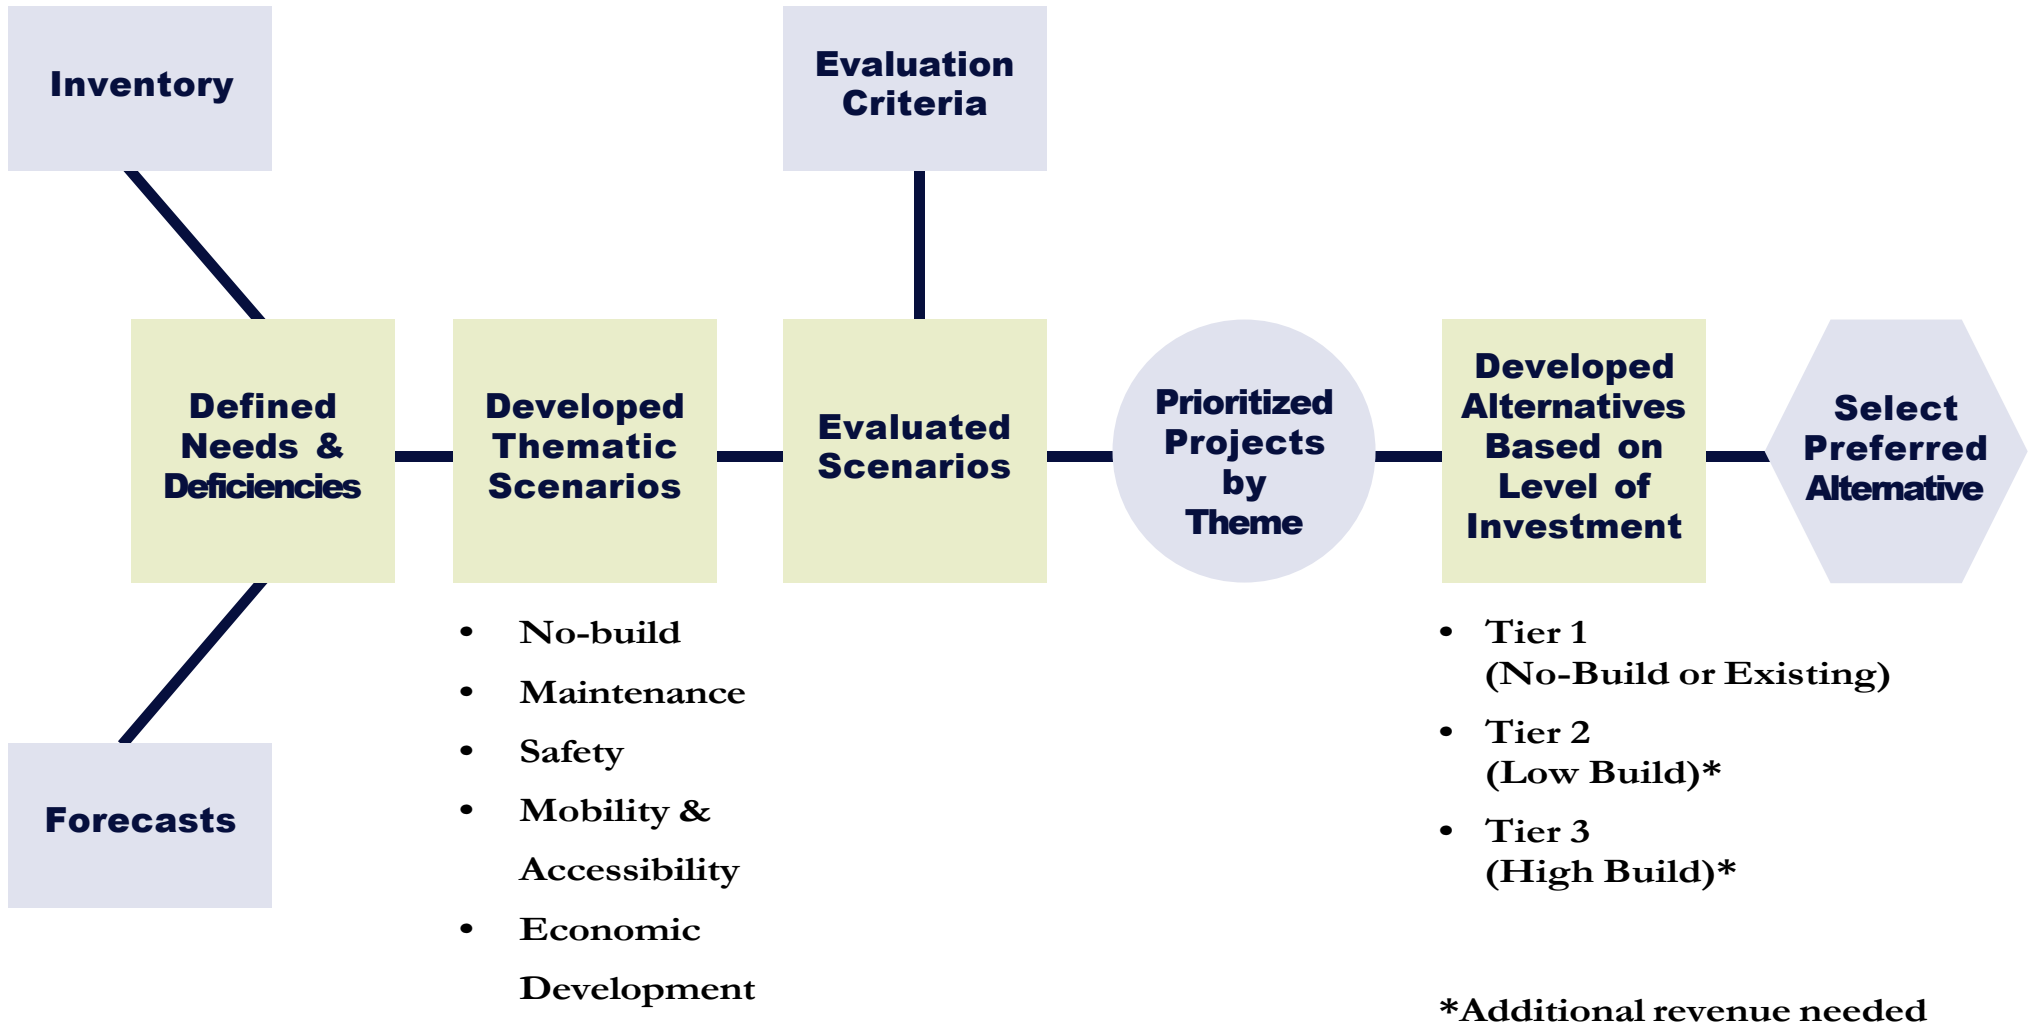 Inventory
Evaluation
Criteria
Defined
Needs &
Deficiencies
Developed
Thematic
Scenarios
Evaluated
Scenarios
Prioritized
Projects
by
Theme
Developed
Alternatives
Based on
Level of
Investment
Select
Preferred
Alternative
Forecasts
• No-build
• Maintenance
• Safety
• Mobility &
Accessibility
• Economic
Development
• Tier 1
(No-Build or Existing)
• Tier 2
(Low Build)*
• Tier 3
(High Build)*
*Additional revenue needed